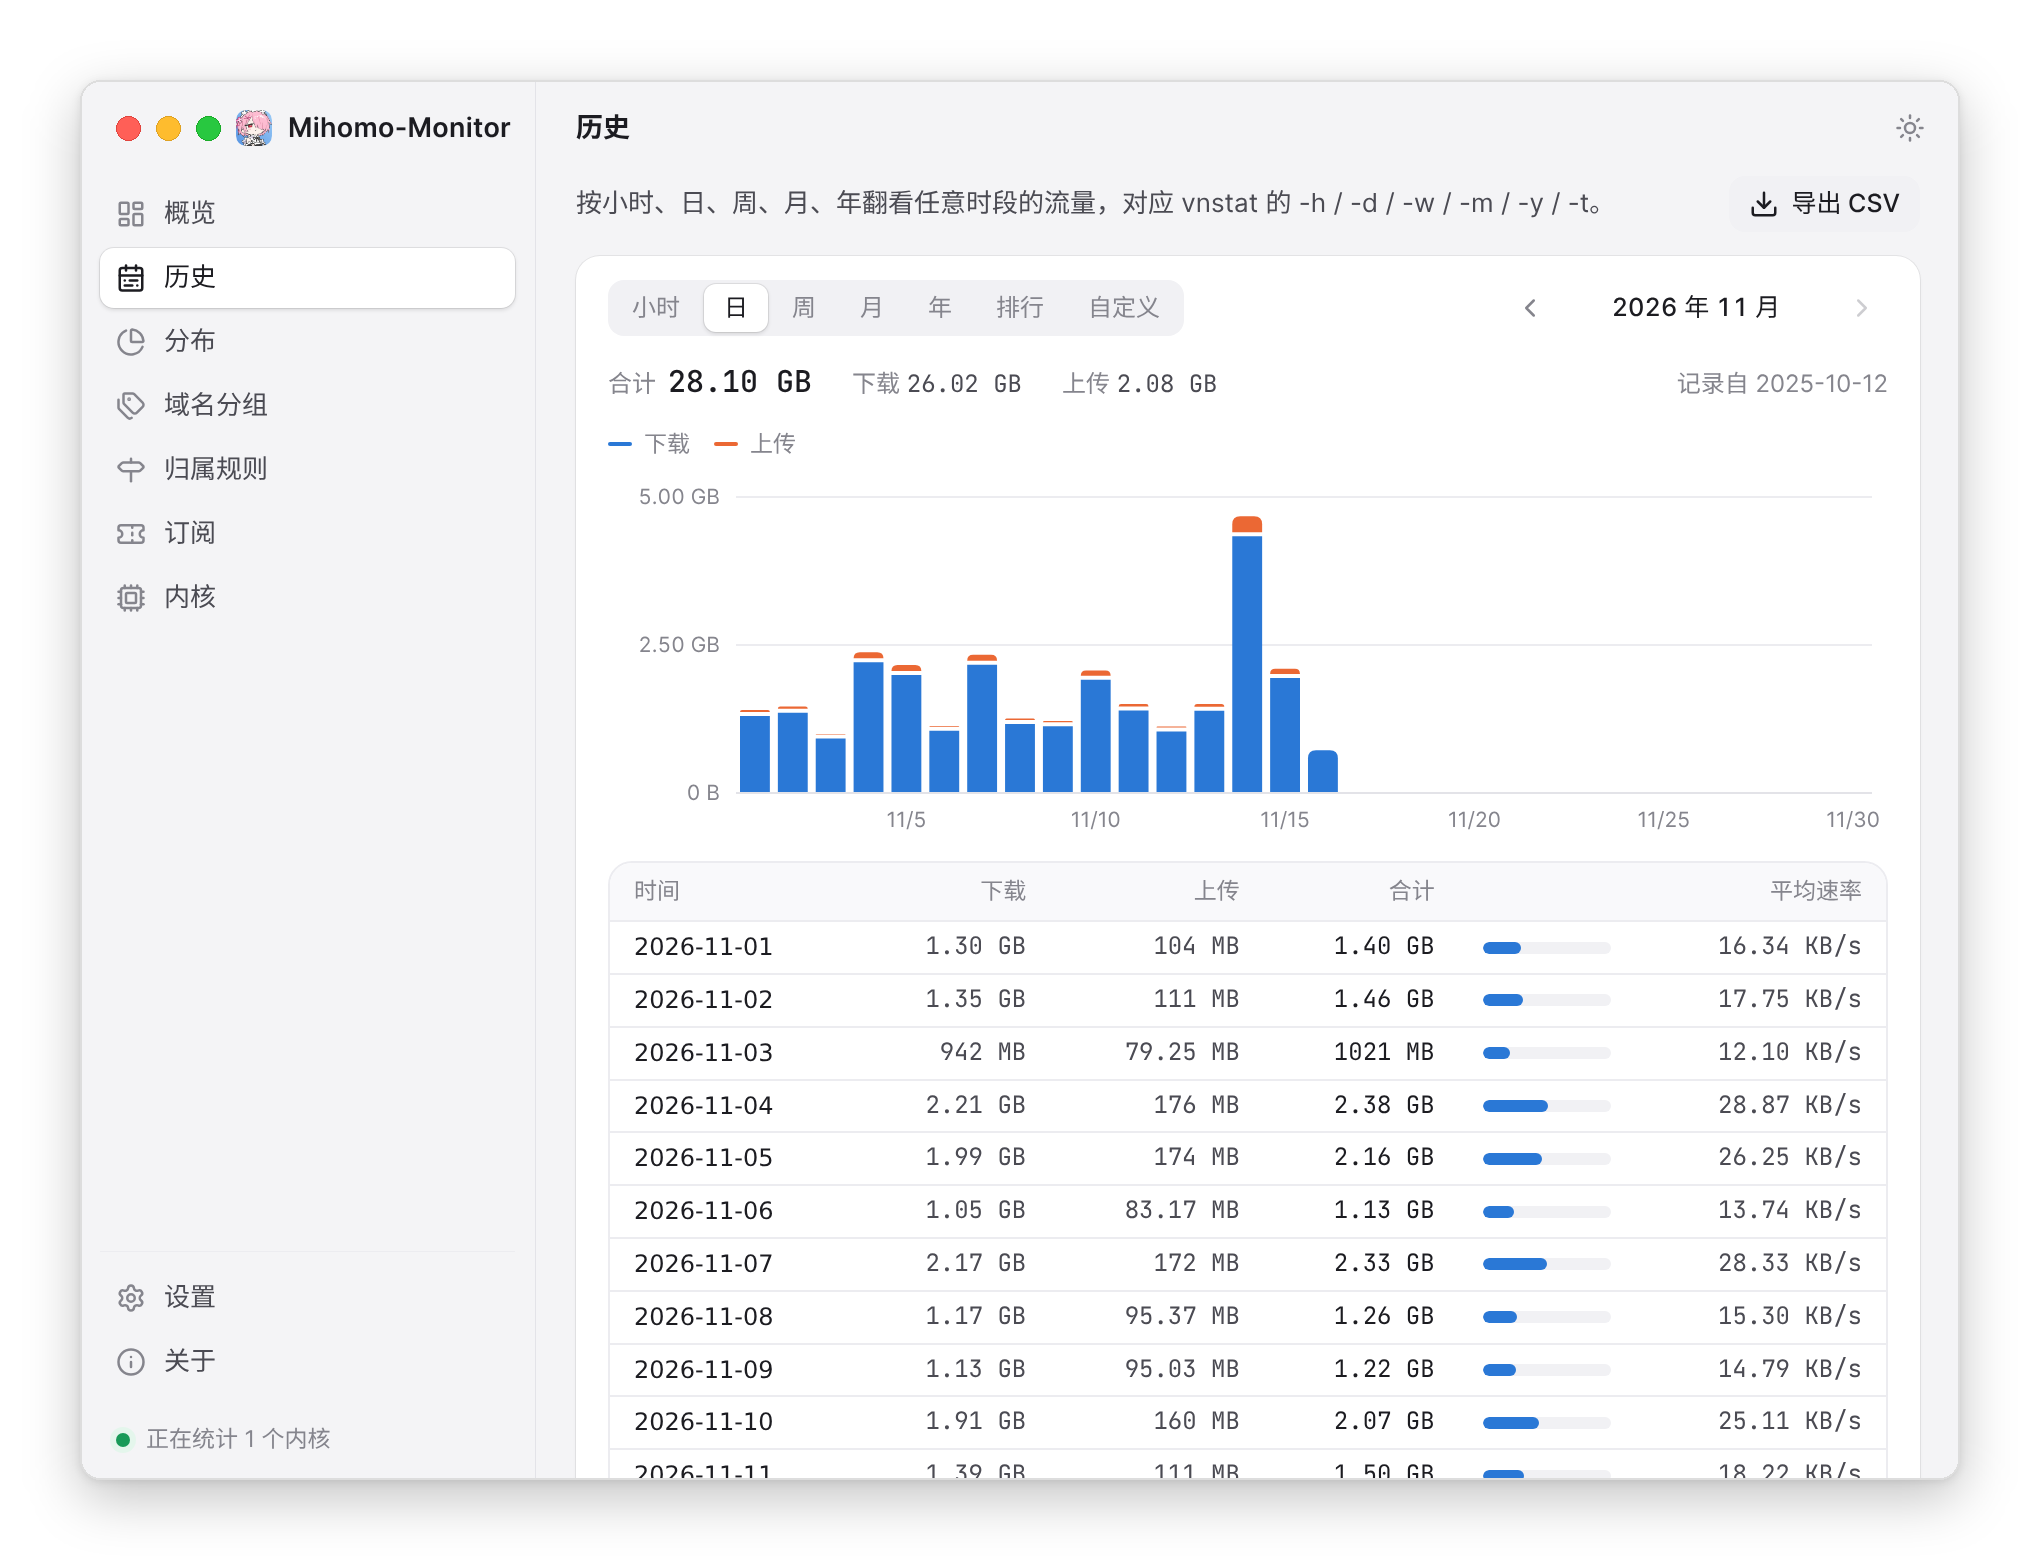 Mihomo-Monitor
概览
历史
分布
域名分组
归属规则
订阅
内核
设置
关于
正在统计 1 个内核
历史
按小时、日、周、月、年翻看任意时段的流量，对应 vnstat 的 -h / -d / -w / -m / -y / -t。
导出 CSV
小时 日 周 月 年 排行 自定义
2026 年 11 月
合计 28.10 GB 下载 26.02 GB 上传 2.08 GB
记录自 2025-10-12
下载 上传
5.00 GB
2.50 GB
0 B
11/5 11/10 11/15 11/20 11/25 11/30
时间 下载 上传 合计 平均速率
2026-11-01 1.30 GB 104 MB 1.40 GB 16.34 KB/s
2026-11-02 1.35 GB 111 MB 1.46 GB 17.75 KB/s
2026-11-03 942 MB 79.25 MB 1021 MB 12.10 KB/s
2026-11-04 2.21 GB 176 MB 2.38 GB 28.87 KB/s
2026-11-05 1.99 GB 174 MB 2.16 GB 26.25 KB/s
2026-11-06 1.05 GB 83.17 MB 1.13 GB 13.74 KB/s
2026-11-07 2.17 GB 172 MB 2.33 GB 28.33 KB/s
2026-11-08 1.17 GB 95.37 MB 1.26 GB 15.30 KB/s
2026-11-09 1.13 GB 95.03 MB 1.22 GB 14.79 KB/s
2026-11-10 1.91 GB 160 MB 2.07 GB 25.11 KB/s
2026-11-11 1.39 GB 111 MB 1.50 GB 18.22 KB/s